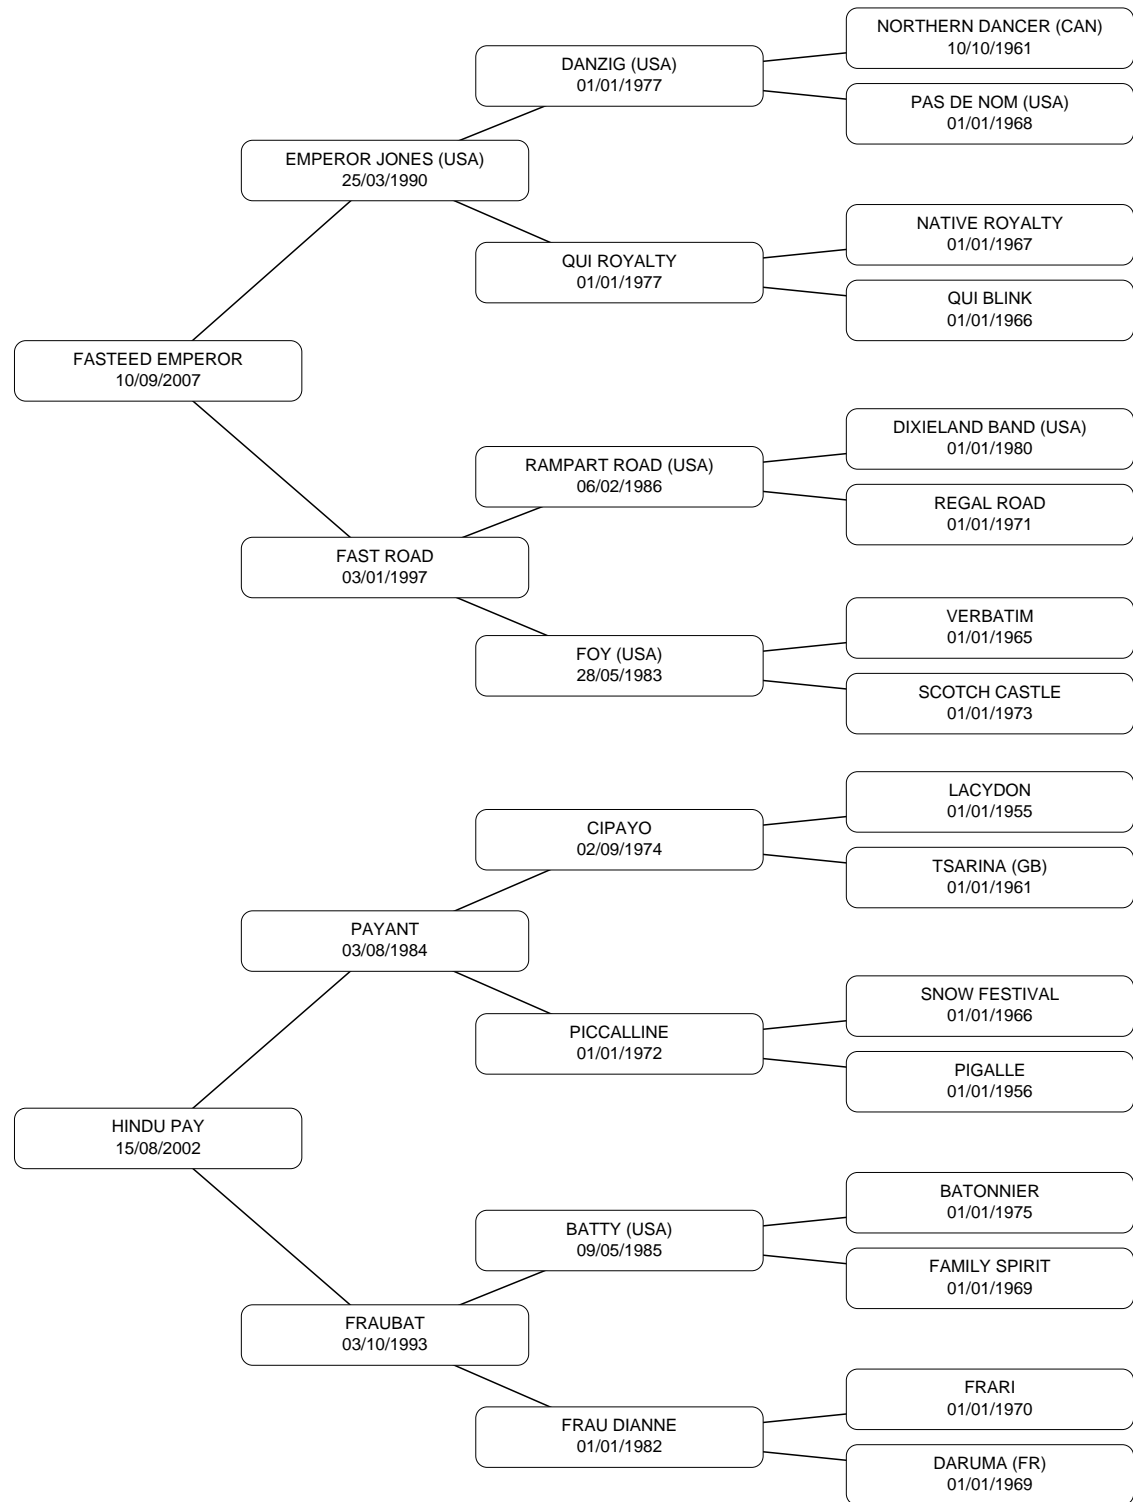 NORTHERN DANCER (CAN)
10/10/1961
DANZIG (USA)
01/01/1977
PAS DE NOM (USA)
01/01/1968
EMPEROR JONES (USA)
25/03/1990
NATIVE ROYALTY
01/01/1967
QUI ROYALTY
01/01/1977
QUI BLINK
01/01/1966
FASTEED EMPEROR
10/09/2007
DIXIELAND BAND (USA)
01/01/1980
RAMPART ROAD (USA)
06/02/1986
REGAL ROAD
01/01/1971
FAST ROAD
03/01/1997
VERBATIM
01/01/1965
FOY (USA)
28/05/1983
SCOTCH CASTLE
01/01/1973
LACYDON
01/01/1955
CIPAYO
02/09/1974
TSARINA (GB)
01/01/1961
PAYANT
03/08/1984
SNOW FESTIVAL
01/01/1966
PICCALLINE
01/01/1972
PIGALLE
01/01/1956
HINDU PAY
15/08/2002
BATONNIER
01/01/1975
BATTY (USA)
09/05/1985
FAMILY SPIRIT
01/01/1969
FRAUBAT
03/10/1993
FRARI
01/01/1970
FRAU DIANNE
01/01/1982
DARUMA (FR)
01/01/1969